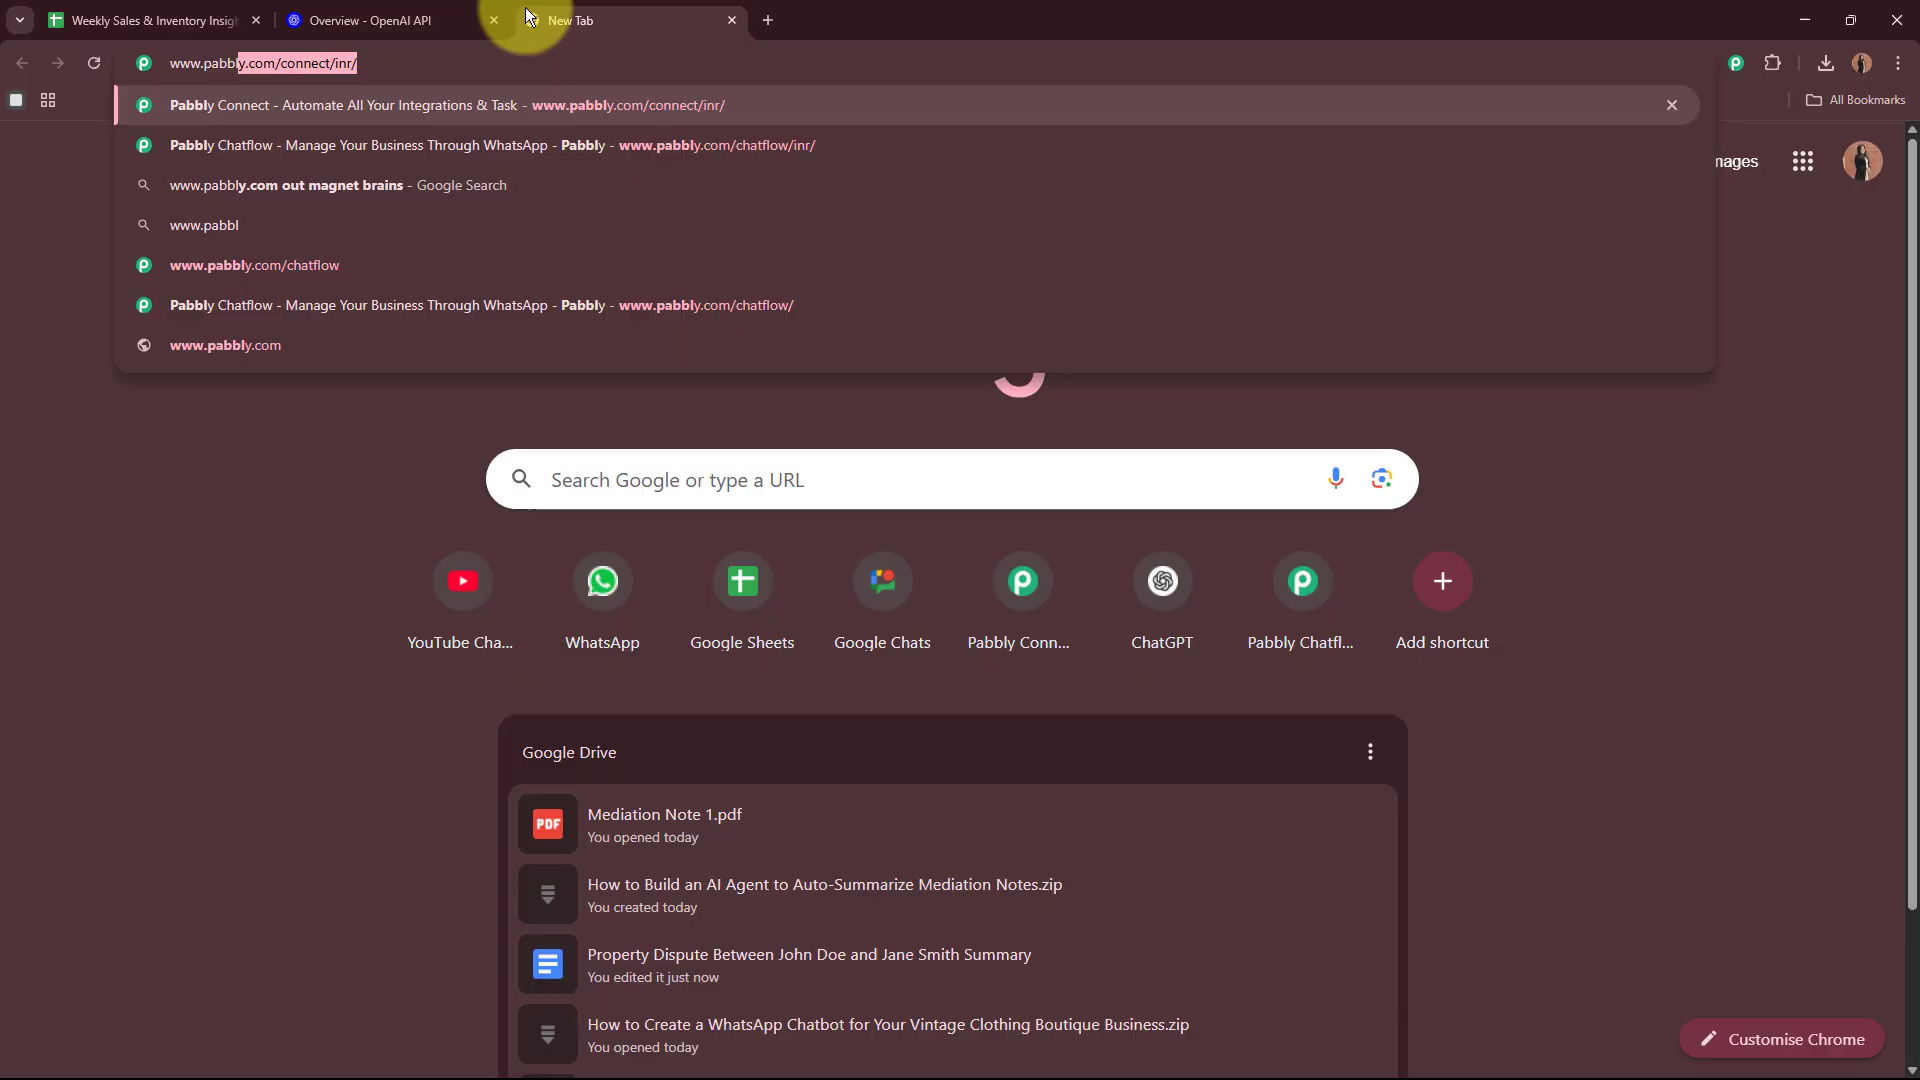 Weekly Sales & Inventory Insigh
Overview - OpenAI API
New Tab
www.pabbly.com/connect/inr/
All Bookmarks
Pabbly Connect - Automate All Your Integrations & Task - www.pabbly.com/connect/inr/
Pabbly Chatflow - Manage Your Business Through WhatsApp - Pabbly - www.pabbly.com/chatflow/inr/
www.pabbly.com out magnet brains - Google Search
www.pabbl
www.pabbly.com/chatflow
Pabbly Chatflow - Manage Your Business Through WhatsApp - Pabbly - www.pabbly.com/chatflow/
www.pabbly.com
mages
Search Google or type a URL
YouTube Cha...
WhatsApp
Google Sheets
Google Chats
Pabbly Conn...
ChatGPT
Pabbly Chatfl...
Add shortcut
Google Drive
PDF
Mediation Note 1.pdf
You opened today
How to Build an AI Agent to Auto-Summarize Mediation Notes.zip
You created today
Property Dispute Between John Doe and Jane Smith Summary
You edited it just now
How to Create a WhatsApp Chatbot for Your Vintage Clothing Boutique Business.zip
You opened today
Customise Chrome